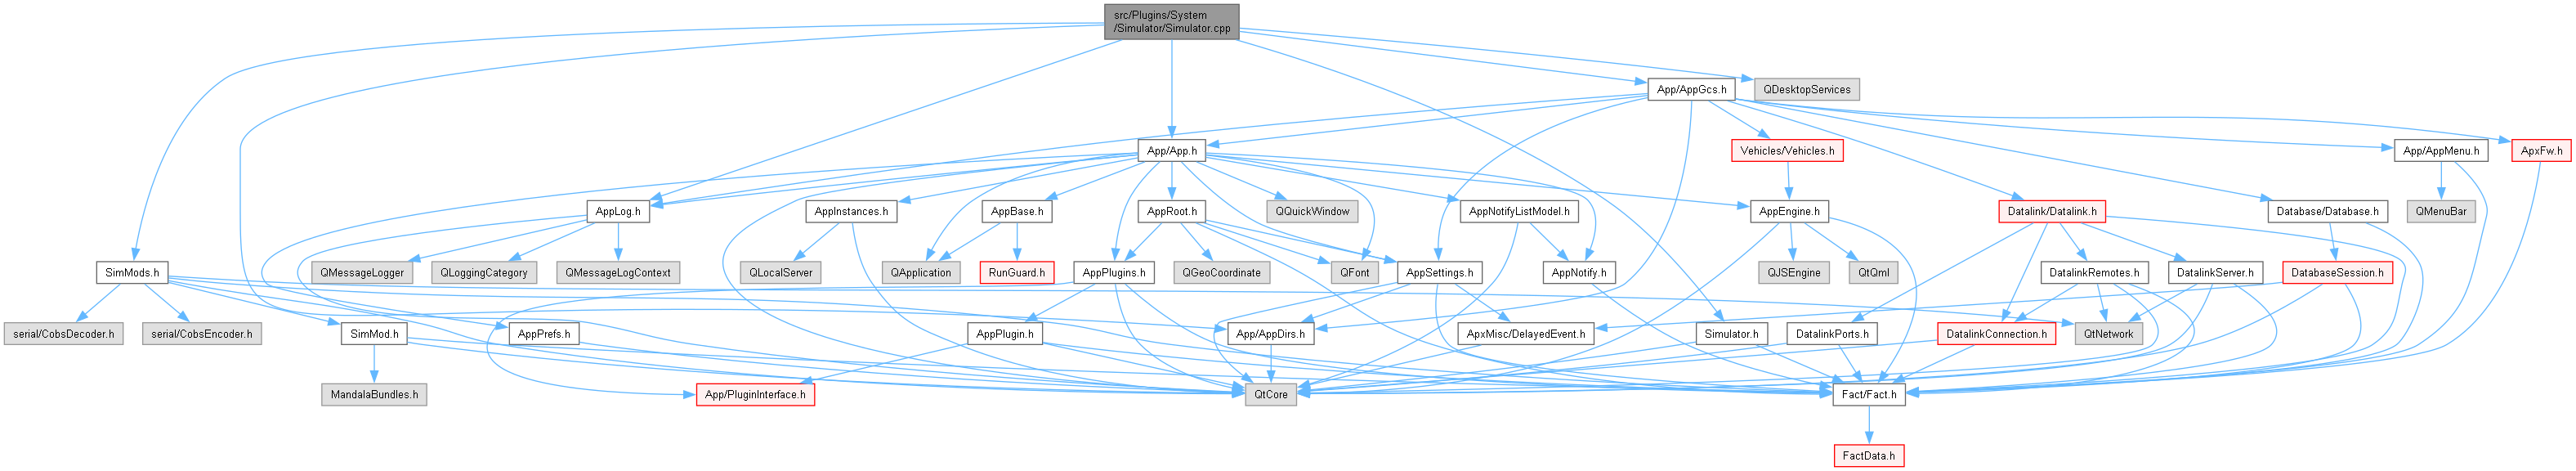 src/Plugins/System
/Simulator/Simulator.cpp
App/AppGcs.h
QDesktopServices
App/App.h
Vehicles/Vehicles.h
App/AppMenu.h
ApxFw.h
AppLog.h
AppInstances.h
AppBase.h
AppRoot.h
QQuickWindow
AppNotifyListModel.h
AppEngine.h
Datalink/Datalink.h
Database/Database.h
QMenuBar
SimMods.h
QMessageLogger
QLoggingCategory
QMessageLogContext
QLocalServer
QApplication
RunGuard.h
AppPlugins.h
QGeoCoordinate
QFont
AppSettings.h
AppNotify.h
QJSEngine
QtQml
DatalinkRemotes.h
DatalinkServer.h
DatabaseSession.h
serial/CobsDecoder.h
serial/CobsEncoder.h
SimMod.h
AppPrefs.h
AppPlugin.h
App/AppDirs.h
ApxMisc/DelayedEvent.h
Simulator.h
DatalinkPorts.h
DatalinkConnection.h
QtNetwork
MandalaBundles.h
App/PluginInterface.h
QtCore
Fact/Fact.h
FactData.h